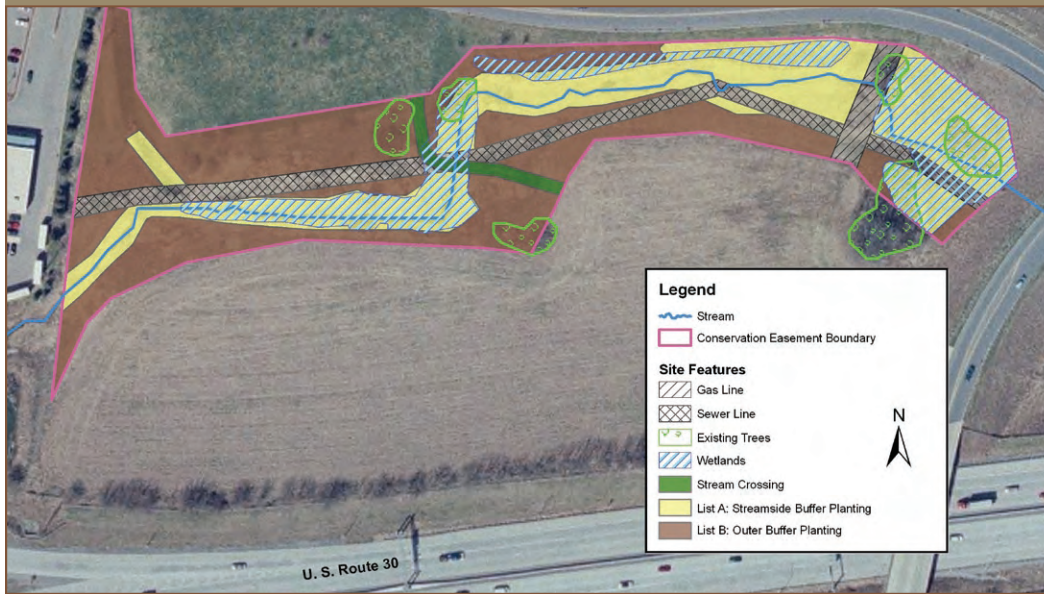 Legend
Stream
Conservation Easement Boundary
Site Features
Gas Line
Sewer Line
Existing Trees
Wetlands
Stream Crossing
List A: Streamside Buffer Planting
List B: Outer Buffer Planting
N
U. S. Route 30